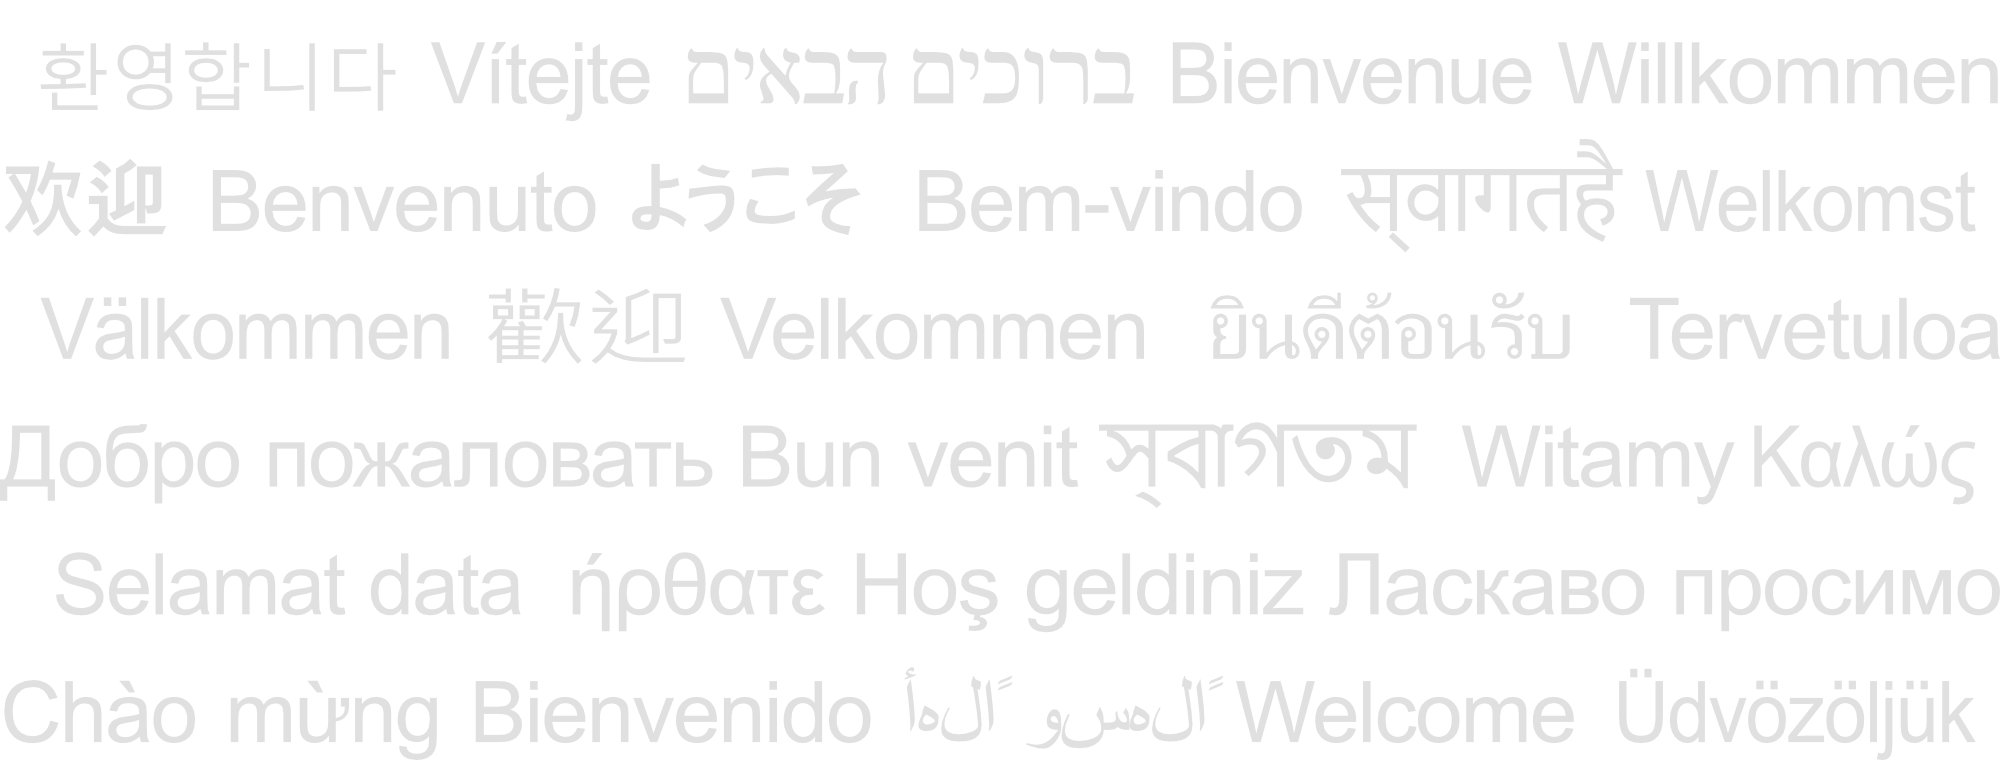 환영합니다 Vítejte ברוכים הבאים Bienvenue Willkommen
欢迎 Benvenuto ようこそ Bem-vindo स्वागतहै Welkomst
Välkommen 歡迎 Velkommen ยินดีต้อนรับ Tervetuloa
Добро пожаловать Bun venit স্বাগতম Witamy Καλώς
Selamat data ήρθατε Hoş geldiniz Ласкаво просимо
Chào mừng Bienvenido أهلاً وسهلاً Welcome Üdvözöljük